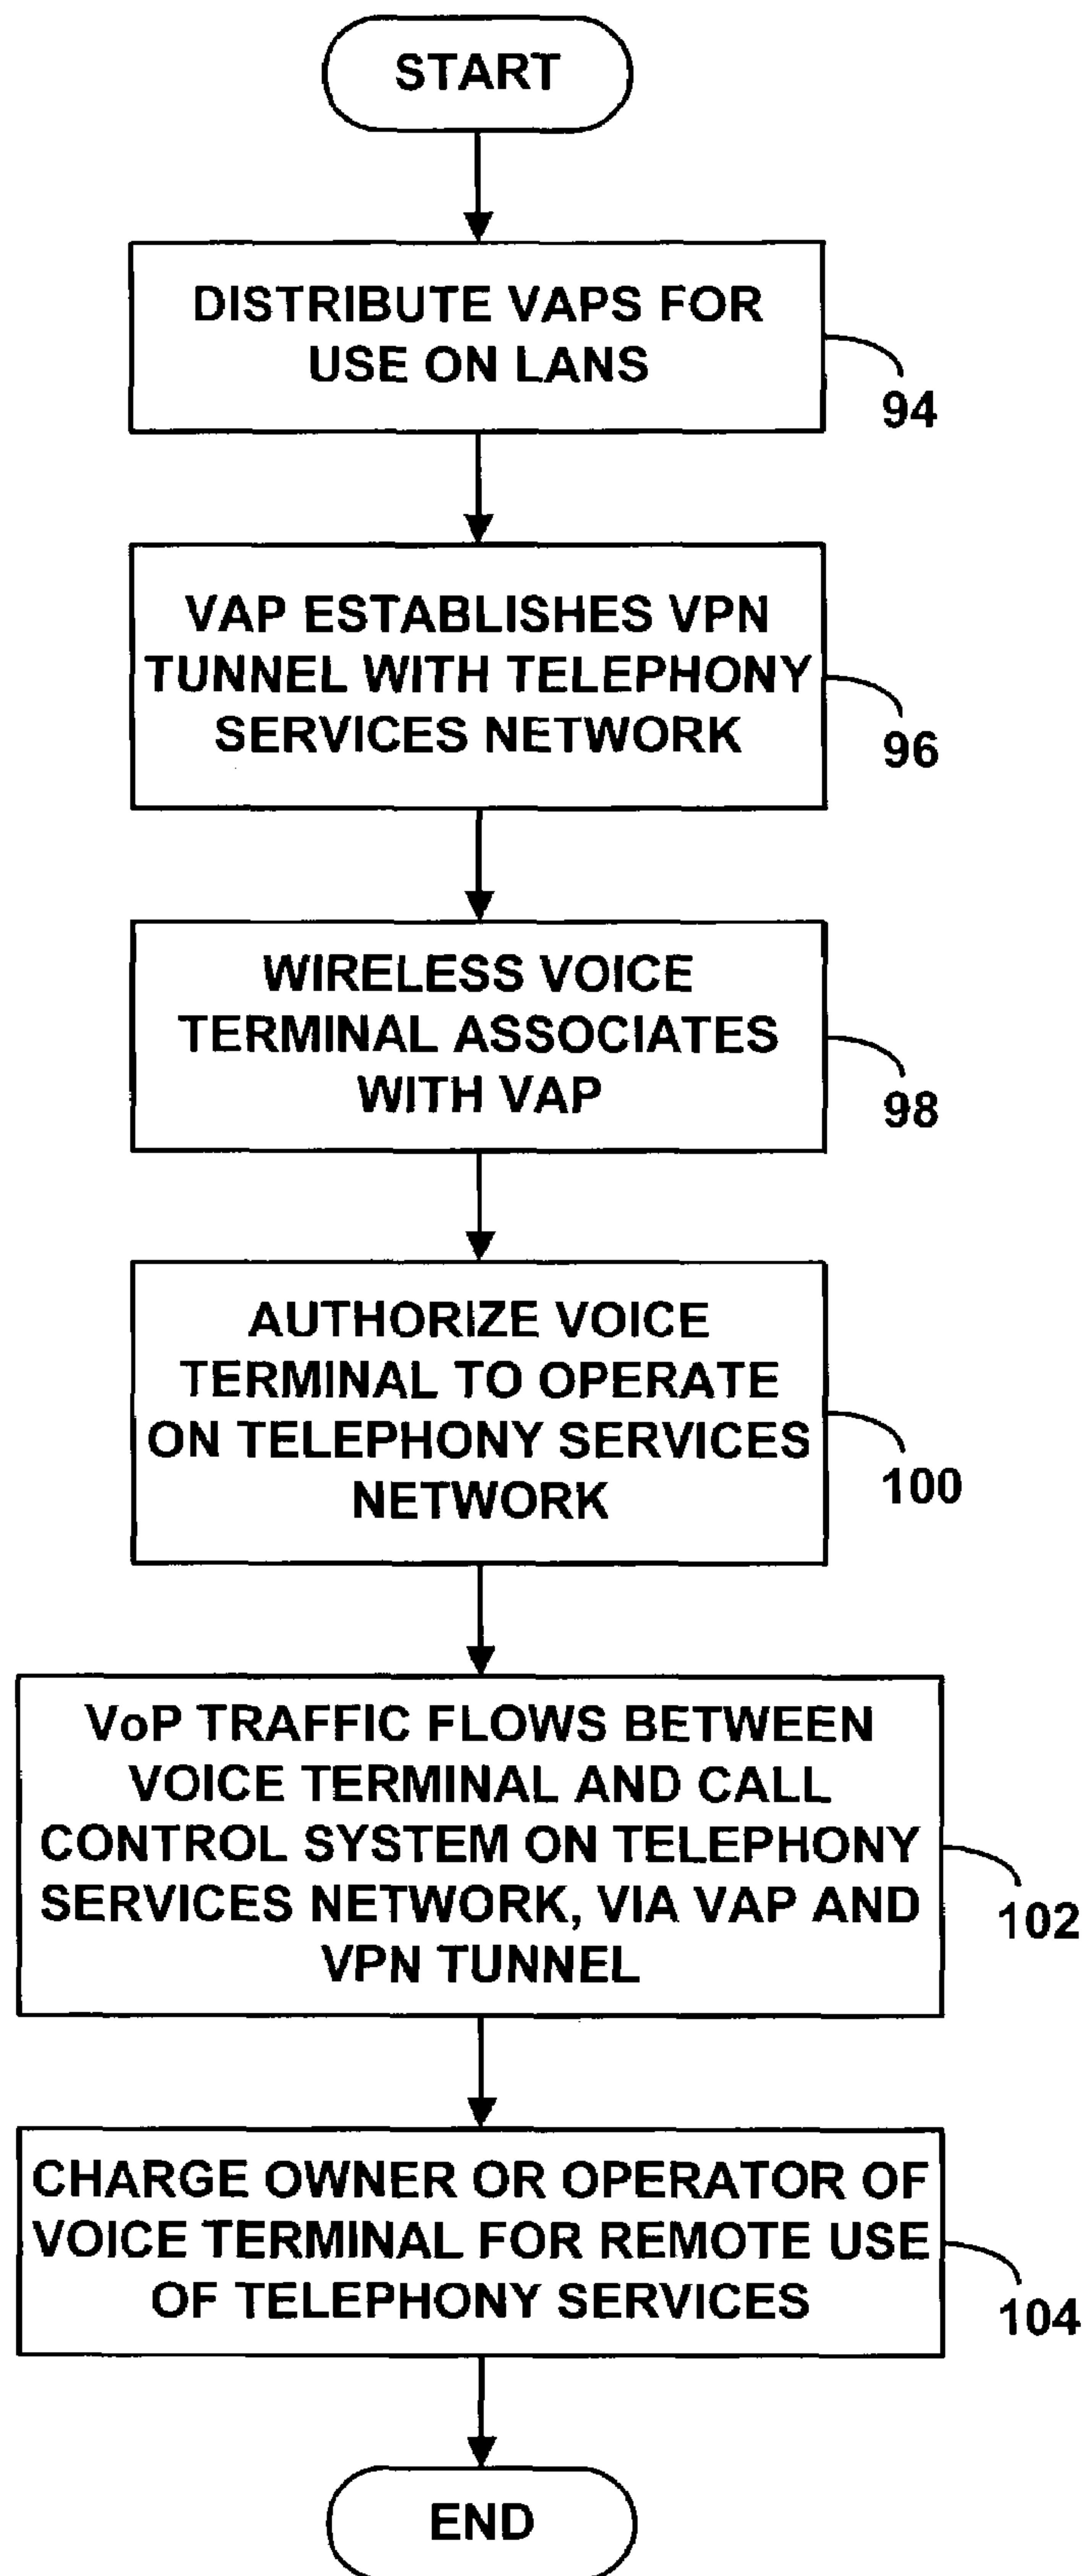 START
DISTRIBUTE VAPS FOR
USE ON LANS
94
VAP ESTABLISHES VPN
TUNNEL WITH TELEPHONY
SERVICES NETWORK
96
WIRELESS VOICE
TERMINAL ASSOCIATES
WITH VAP
98
AUTHORIZE VOICE
TERMINAL TO OPERATE
ON TELEPHONY SERVICES
NETWORK
100
VoP TRAFFIC FLOWS BETWEEN
VOICE TERMINAL AND CALL
CONTROL SYSTEM ON TELEPHONY
SERVICES NETWORK, VIA VAP AND
VPN TUNNEL
102
CHARGE OWNER OR OPERATOR OF
VOICE TERMINAL FOR REMOTE USE
OF TELEPHONY SERVICES
104
END